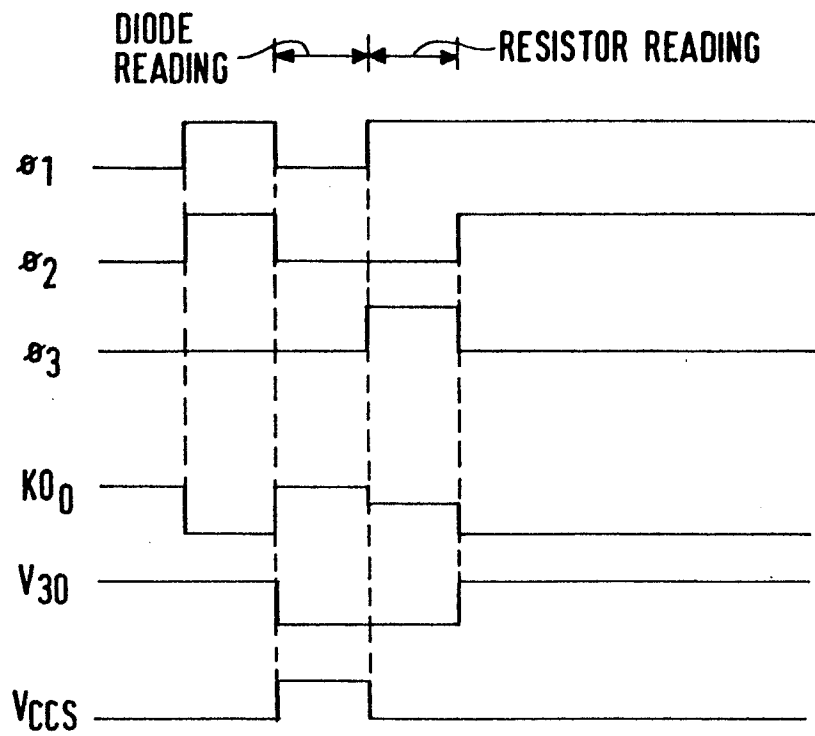 DIODE
READING
RESISTOR READING
ø1
ø2
ø3
KO0
V30
VCCS